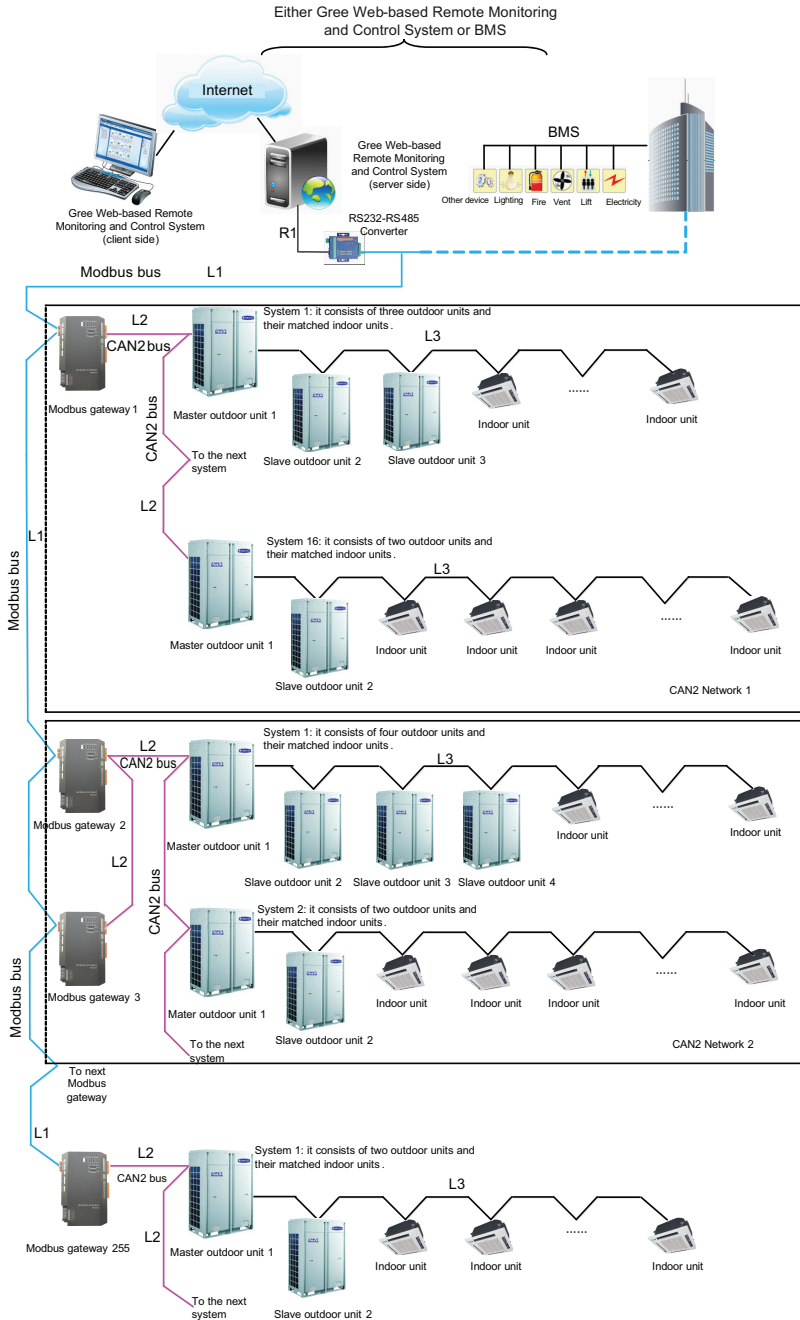 Either Gree Web-based Remote Monitoring
and Control System or BMS
Internet
BMS
Gree Web-based
Remote Monitoring
and Control System
(server side)
Other device
Lighting
Fire
Vent
Lift
Electricity
Gree Web-based Remote
Monitoring and Control System
(client side)
RS232-RS485
Converter
R1
Modbus bus
L1
System 1: it consists of three outdoor units and
their matched indoor units .
L2
CAN2 bus
L3
Modbus gateway 1
Master outdoor unit 1
CAN2 bus
Indoor unit
......
Indoor unit
To the next
system
Slave outdoor unit 2
Slave outdoor unit 3
L2
L1
Modbus bus
System 16: it consists of two outdoor units and
their matched indoor units .
L3
Master outdoor unit 1
Indoor unit
Indoor unit
Indoor unit
......
Indoor unit
Slave outdoor unit 2
CAN2 Network 1
System 1: it consists of four outdoor units and
their matched indoor units .
L2
CAN2 bus
L3
Modbus gateway 2
Master outdoor unit 1
Indoor unit
......
Indoor unit
L2
CAN2 bus
Slave outdoor unit 2
Slave outdoor unit 3
Slave outdoor unit 4
System 2: it consists of two outdoor units and
their matched indoor units.
Modbus gateway 3
Modbus bus
Mater outdoor unit 1
Indoor unit
Indoor unit
Indoor unit
......
Indoor unit
Slave outdoor unit 2
To the next
system
CAN2 Network 2
To next
Modbus
gateway
L1
System 1: it consists of two outdoor units and
their matched indoor units .
L2
CAN2 bus
L3
L2
Modbus gateway 255
Master outdoor unit 1
Indoor unit
Indoor unit
......
Indoor unit
To the next
system
Slave outdoor unit 2